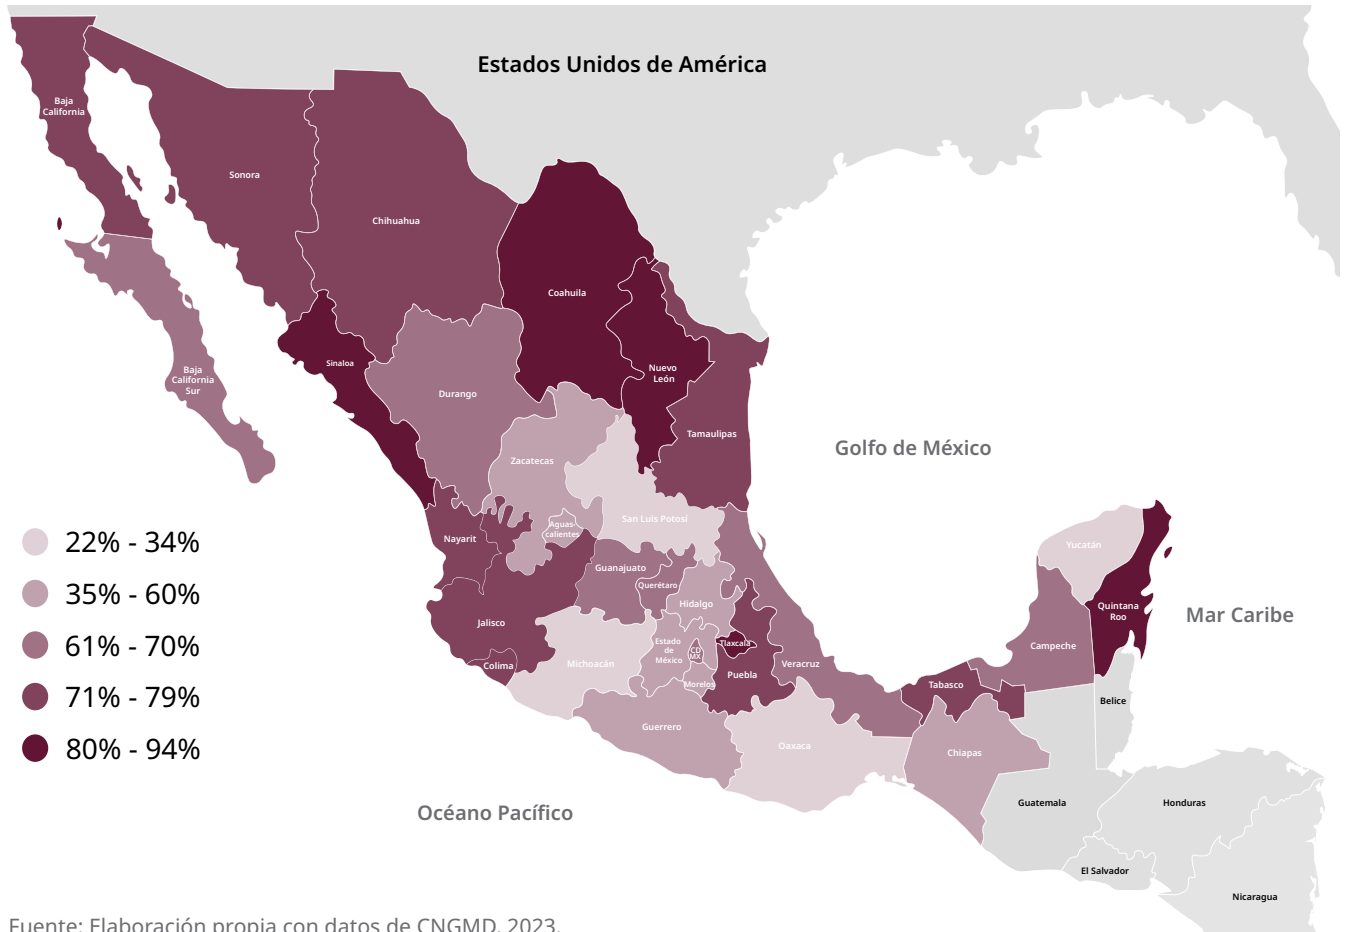 Estados Unidos de América
Baja
California
Sonora
Chihuahua
Coahuila
Sinaloa
Nuevo
León
Baja
California
Sur
Durango
Tamaulipas
Golfo de México
Zacatecas
San Luis Potosí
Aguas-
calientes
Nayarit
Yucatán
Guanajuato
Querétaro
Hidalgo
Quintana
Roo
Mar Caribe
Jalisco
Estado
de
México
CD
MX
Tlaxcala
Campeche
Colima
Michoacán
Morelos
Puebla
Veracruz
Tabasco
Belice
Guerrero
Oaxaca
Chiapas
22% - 34%
35% - 60%
61% - 70%
71% - 79%
80% - 94%
Océano Pacífico
Guatemala
Honduras
El Salvador
Nicaragua
Fuente: Elaboración propia con datos de CNGMD, 2023.